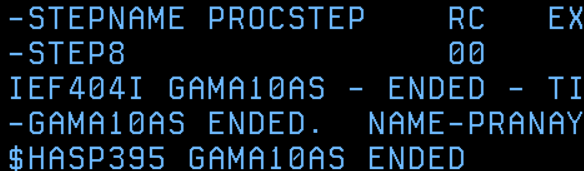 -STEPNAME PROCSTEP    RC   EX
-STEP8                00
IEF404I GAMA10AS - ENDED - TI
-GAMA10AS ENDED.  NAME-PRANAY
$HASP395 GAMA10AS ENDED